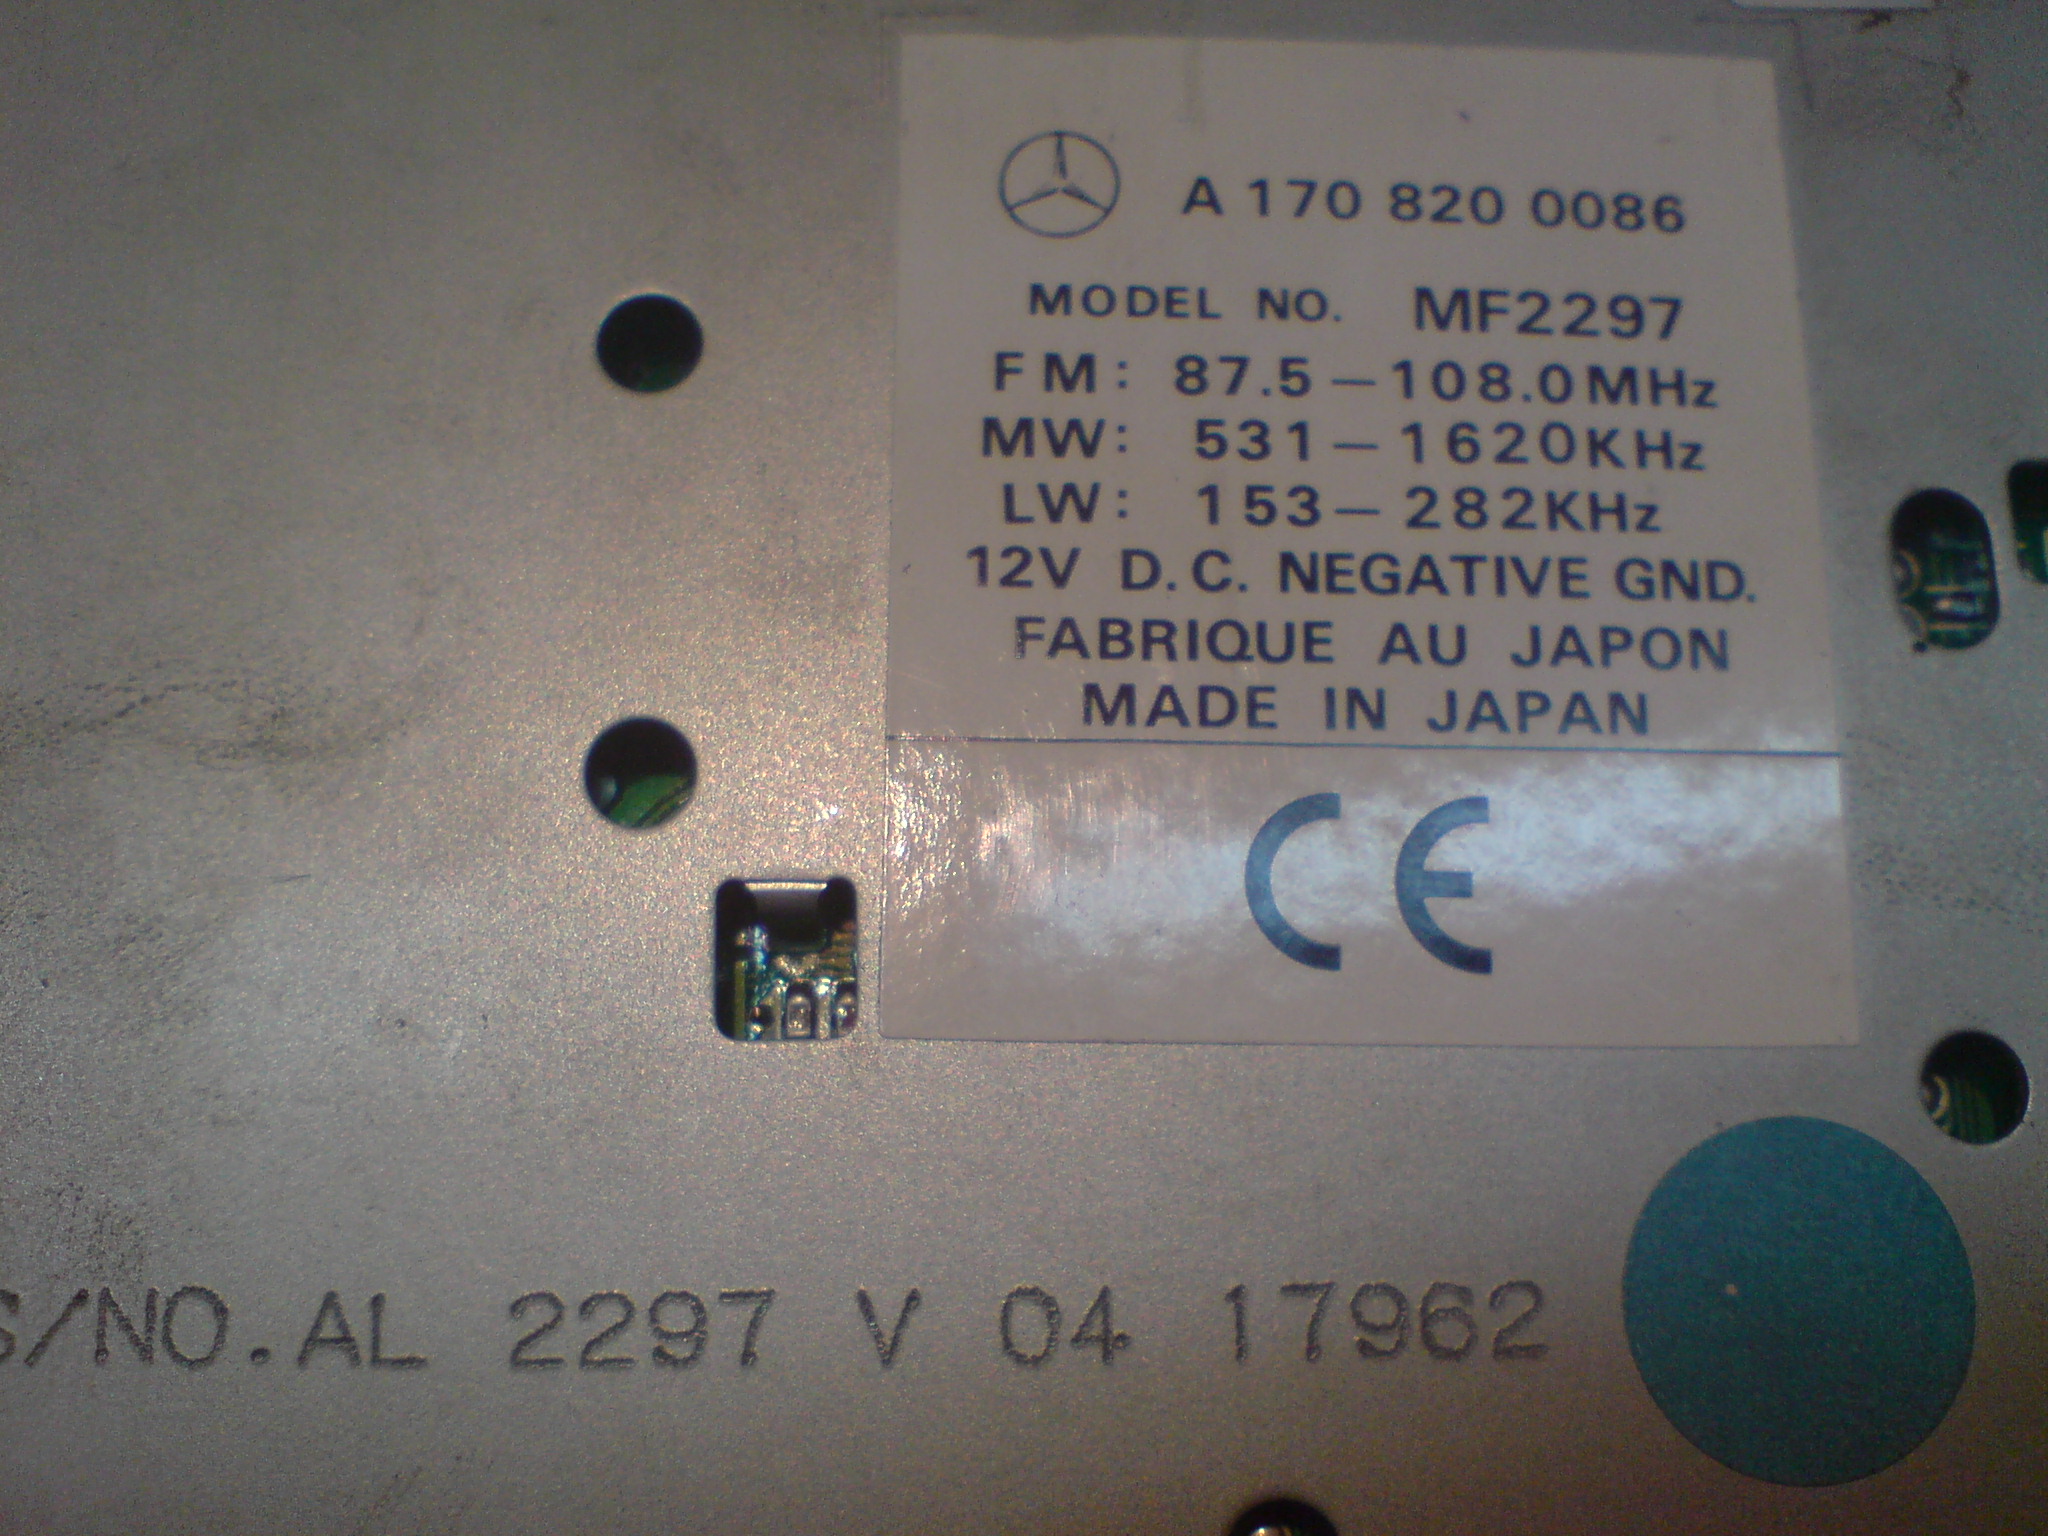 A 170 820 0086
MODEL NO. MF2297
FM: 87.5—108.0MHz
MW: 531—1620KHz
LW: 153—282KHz
12V D.C. NEGATIVE GND.
FABRIQUE AU JAPON
MADE IN JAPAN
CE
S/NO.AL 2297 V 04 17962